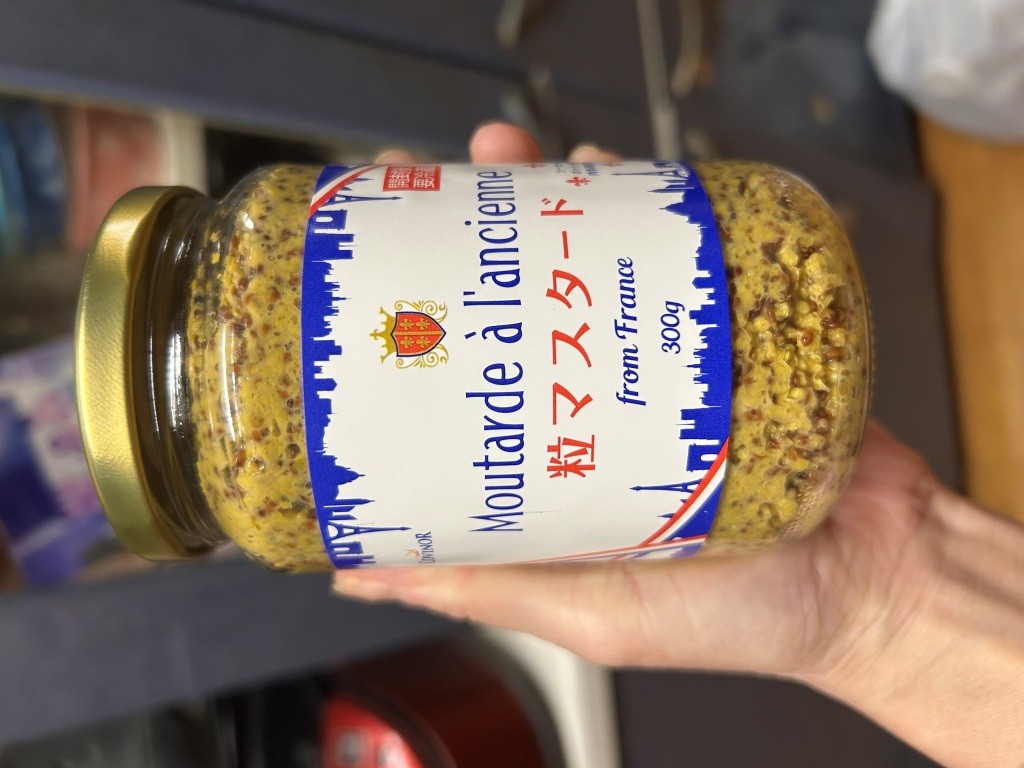 Moutarde à l'ancienne
粒マスタード
from France
300g